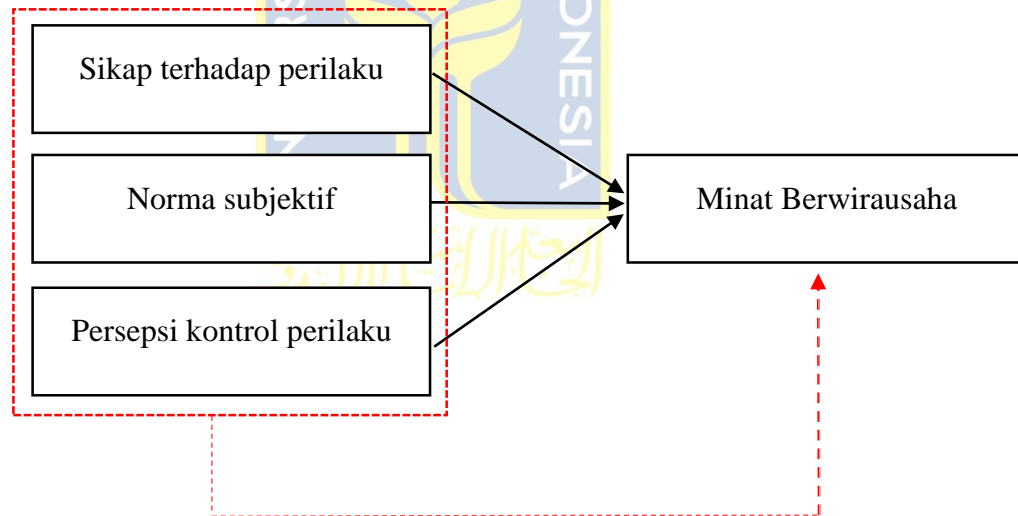 Sikap terhadap perilaku
Norma subjektif
Minat Berwirausaha
Persepsi kontrol perilaku